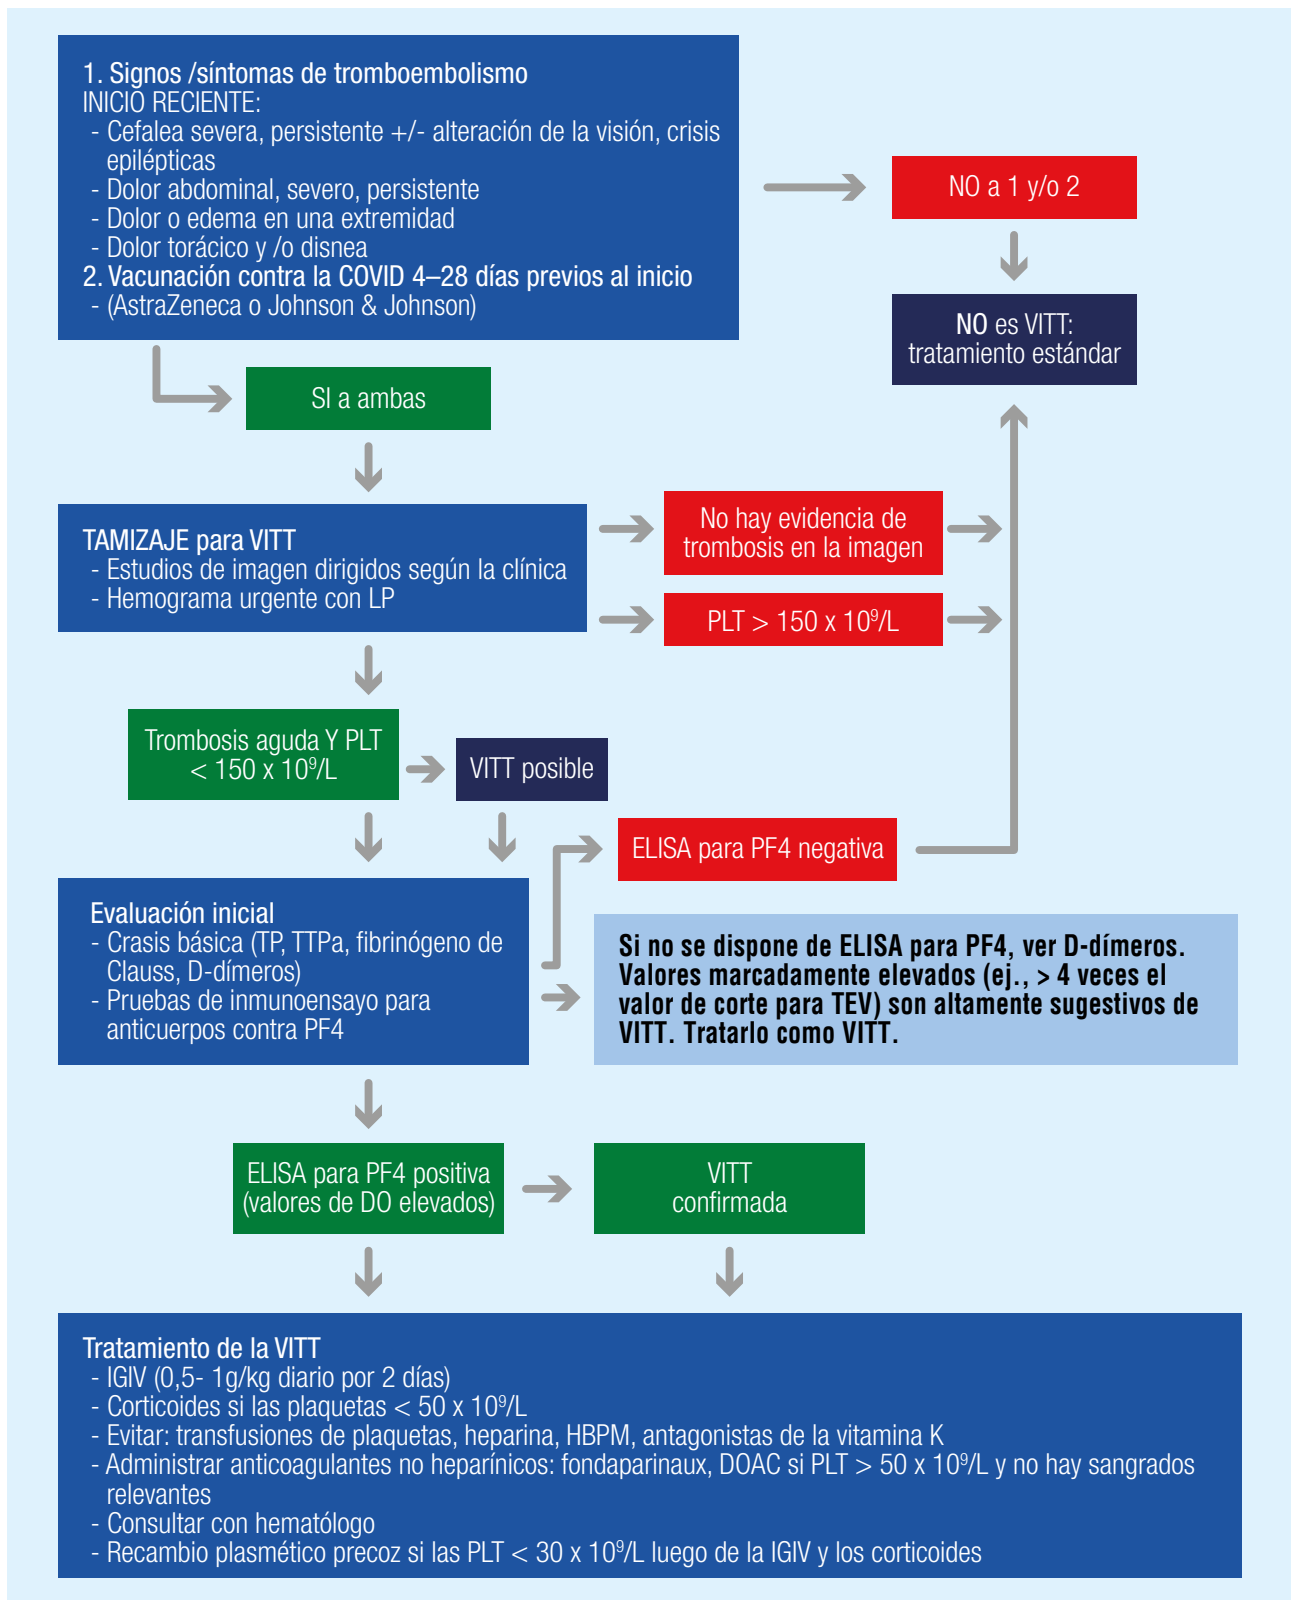 1. Signos /síntomas de tromboembolismo
INICIO RECIENTE:
- Cefalea severa, persistente +/- alteración de la visión, crisis
epilépticas
- Dolor abdominal, severo, persistente
- Dolor o edema en una extremidad
- Dolor torácico y /o disnea
2. Vacunación contra la COVID 4–28 días previos al inicio
- (AstraZeneca o Johnson & Johnson)
NO a 1 y/o 2
NO es VITT:
tratamiento estándar
SI a ambas
TAMIZAJE para VITT
- Estudios de imagen dirigidos según la clínica
- Hemograma urgente con LP
No hay evidencia de
trombosis en la imagen
PLT > 150 x 10⁹/L
Trombosis aguda Y PLT
< 150 x 10⁹/L
VITT posible
ELISA para PF4 negativa
Evaluación inicial
- Crasis básica (TP, TTPa, fibrinógeno de
Clauss, D-dímeros)
- Pruebas de inmunoensayo para
anticuerpos contra PF4
Si no se dispone de ELISA para PF4, ver D-dímeros.
Valores marcadamente elevados (ej., > 4 veces el
valor de corte para TEV) son altamente sugestivos de
VITT. Tratarlo como VITT.
ELISA para PF4 positiva
(valores de DO elevados)
VITT
confirmada
Tratamiento de la VITT
- IGIV (0,5- 1g/kg diario por 2 días)
- Corticoides si las plaquetas < 50 x 10⁹/L
- Evitar: transfusiones de plaquetas, heparina, HBPM, antagonistas de la vitamina K
- Administrar anticoagulantes no heparínicos: fondaparinaux, DOAC si PLT > 50 x 10⁹/L y no hay sangrados
relevantes
- Consultar con hematólogo
- Recambio plasmético precoz si las PLT < 30 x 10⁹/L luego de la IGIV y los corticoides